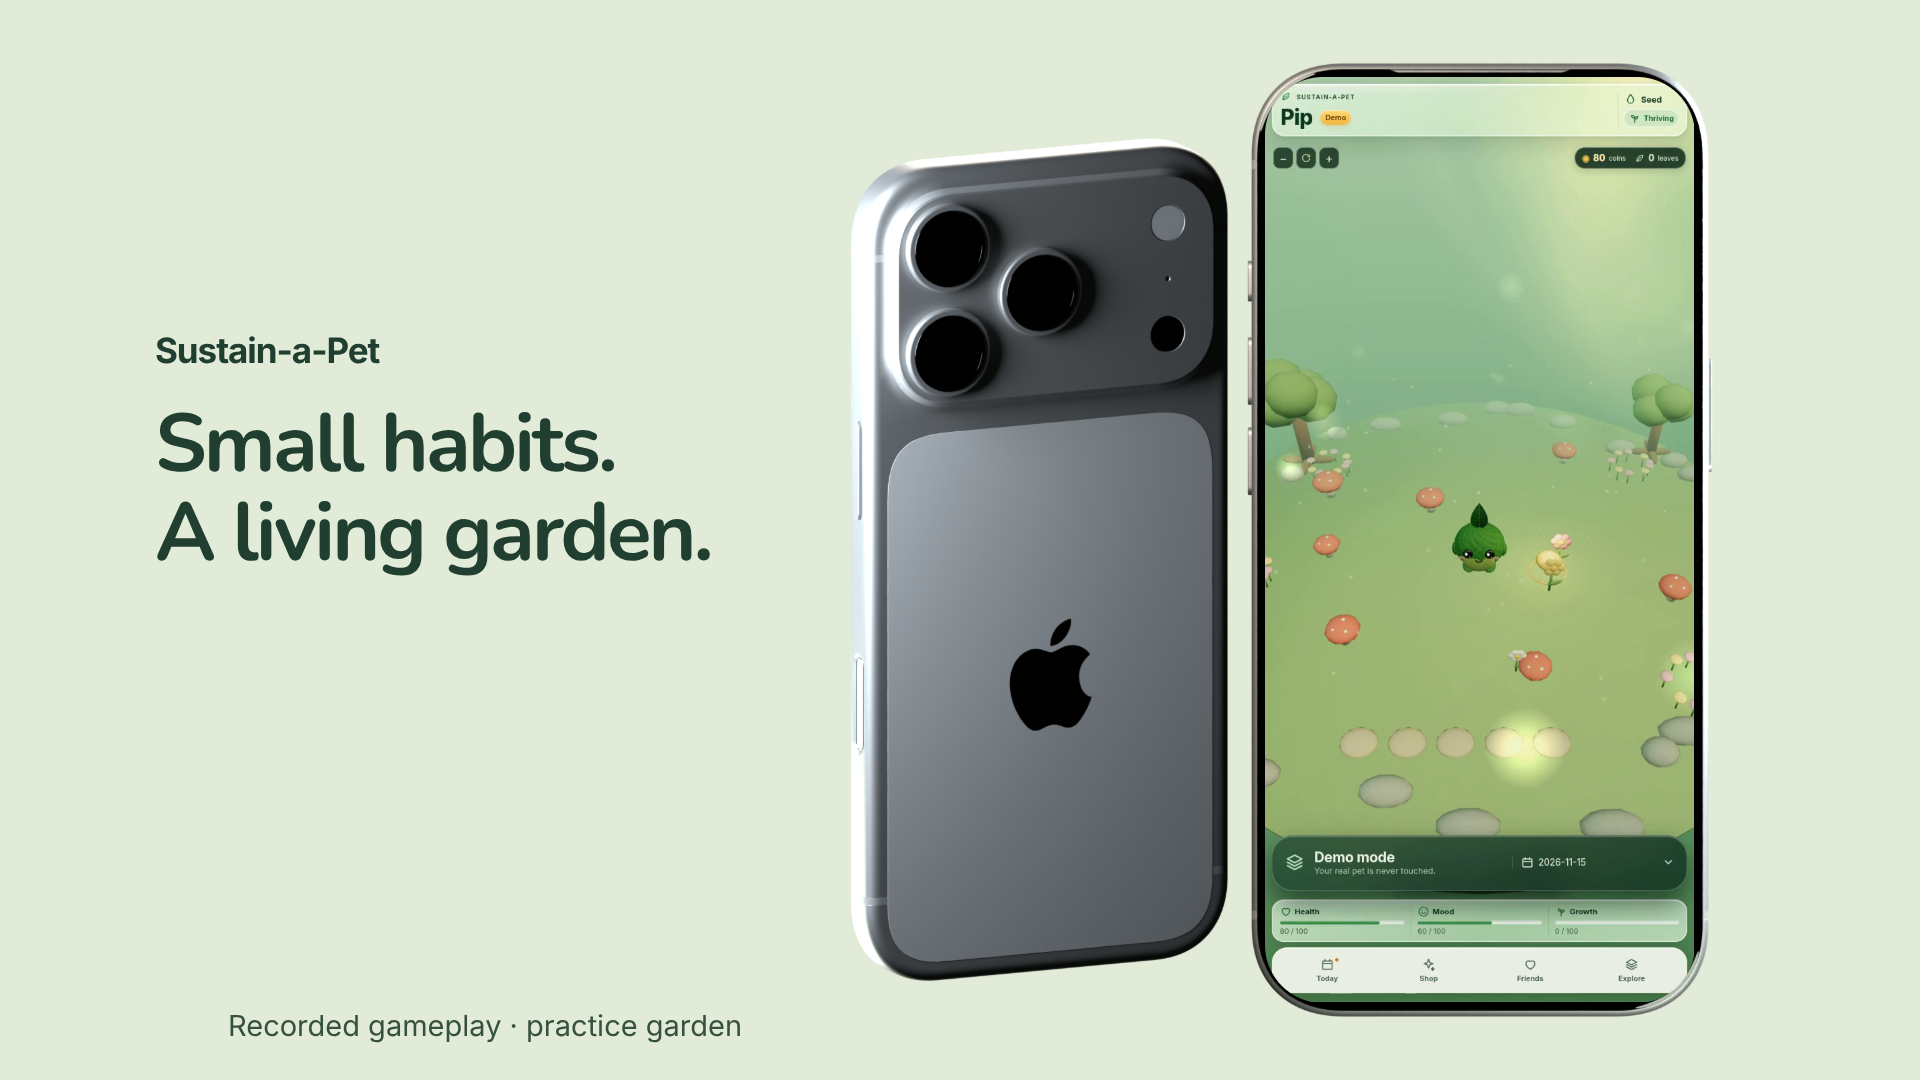 Sustain-a-Pet
Small habits.
A living garden.
Recorded gameplay · practice garden
SUSTAIN-A-PET
Pip Demo
Seed
Thriving
80 coins 0 leaves
Demo mode
Your real pet is never touched.
2026-11-15
Health
80 / 100
Mood
60 / 100
Growth
0 / 100
Today
Shop
Friends
Explore